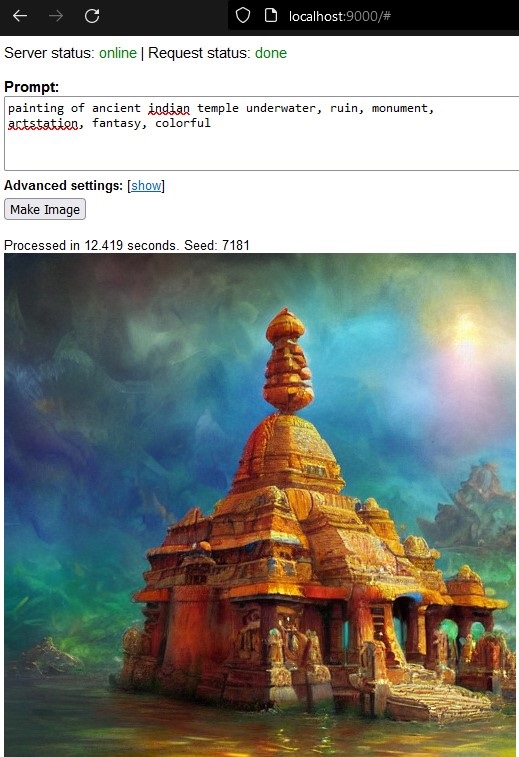 localhost:9000/#
Server status: online | Request status: done
Prompt:
painting of ancient indian temple underwater, ruin, monument,
artstation, fantasy, colorful
Advanced settings: [show]
Make Image
Processed in 12.419 seconds. Seed: 7181